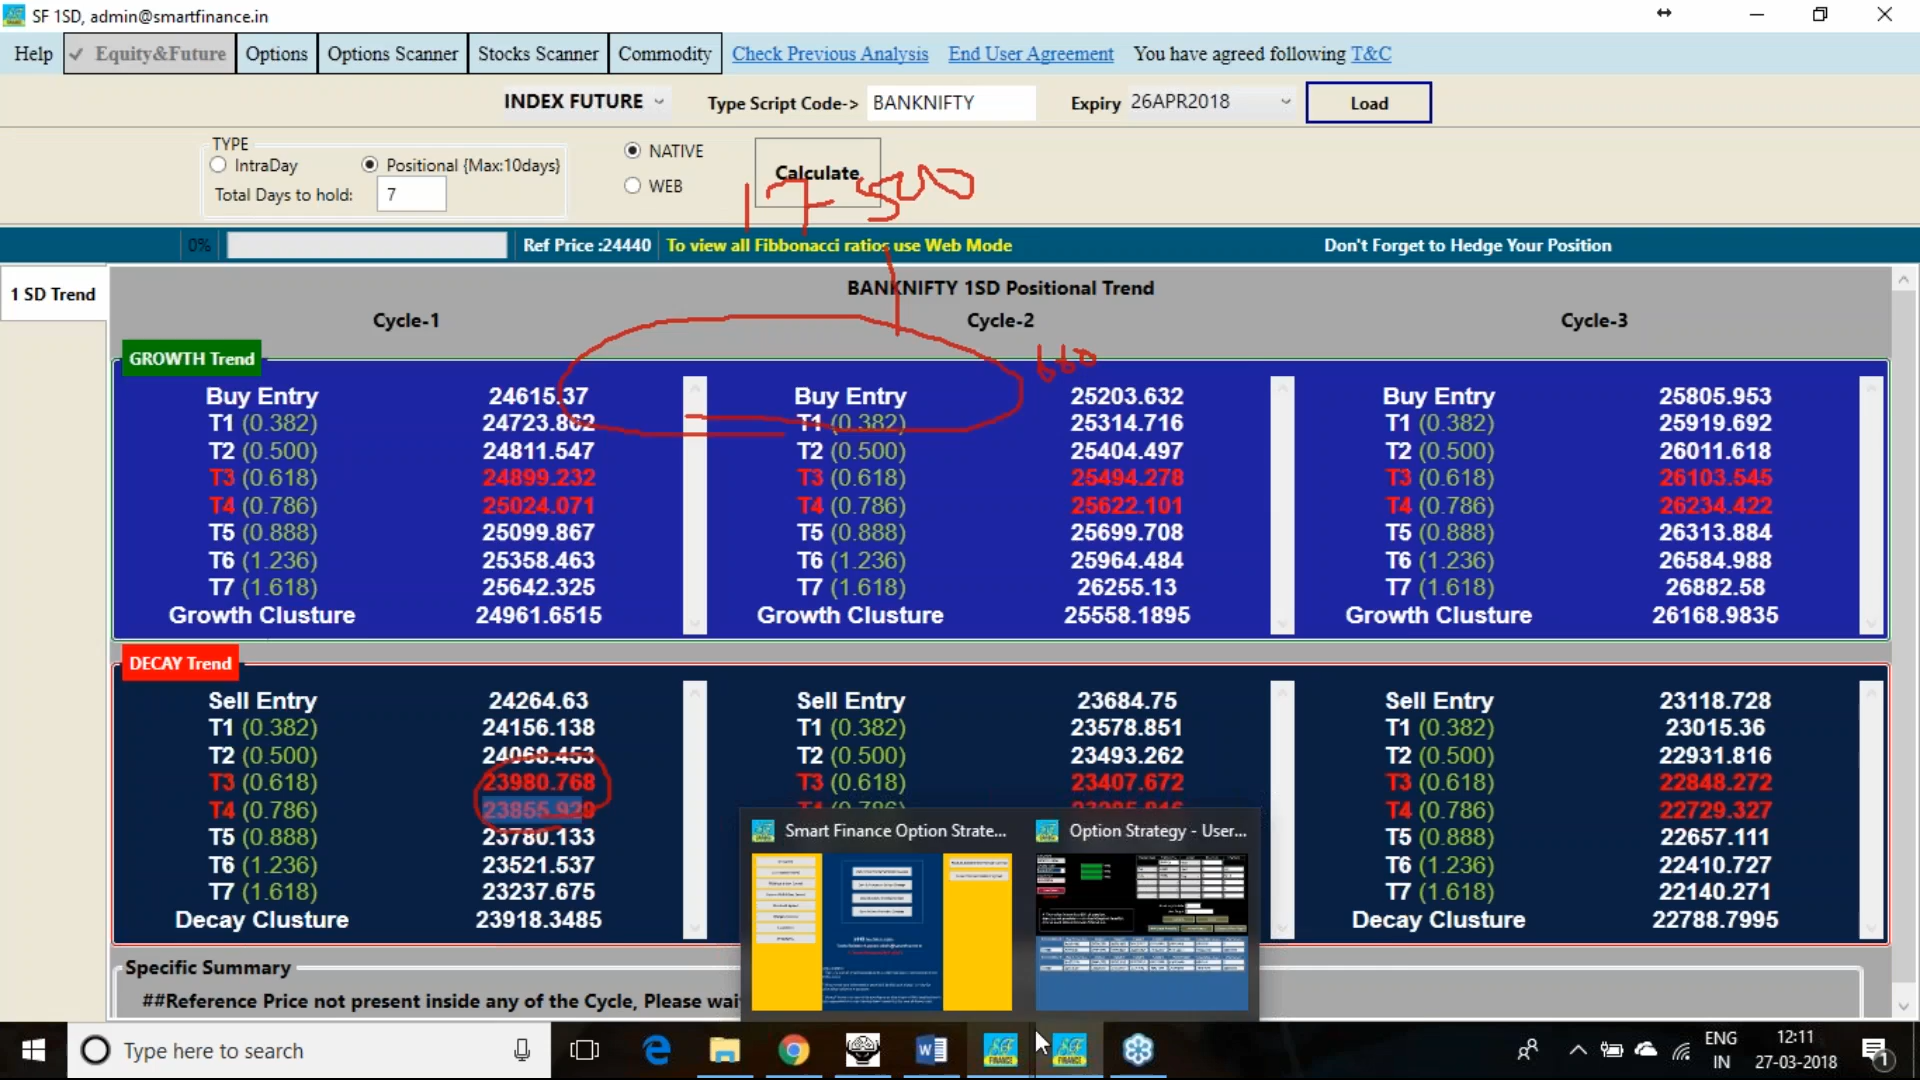 SF 1SD, admin@smartfinance.in
Help ✓ Equity&Future Options Options Scanner Stocks Scanner Commodity Check Previous Analysis End User Agreement You have agreed following T&C
INDEX FUTURE Type Script Code-> BANKNIFTY Expiry 26APR2018 Load
TYPE
IntraDay Positional {Max:10days}
Total Days to hold: 7
NATIVE
WEB
Calculate
17-500
0% Ref Price :24440 To view all Fibbonacci ratios use Web Mode Don't Forget to Hedge Your Position
1 SD Trend
BANKNIFTY 1SD Positional Trend
Cycle-1 Cycle-2 Cycle-3
660
GROWTH Trend
Buy Entry 24615.37 Buy Entry 25203.632 Buy Entry 25805.953
T1 (0.382) 24723.862 T1 (0.382) 25314.716 T1 (0.382) 25919.692
T2 (0.500) 24811.547 T2 (0.500) 25404.497 T2 (0.500) 26011.618
T3 (0.618) 24899.232 T3 (0.618) 25494.278 T3 (0.618) 26103.545
T4 (0.786) 25024.071 T4 (0.786) 25622.101 T4 (0.786) 26234.422
T5 (0.888) 25099.867 T5 (0.888) 25699.708 T5 (0.888) 26313.884
T6 (1.236) 25358.463 T6 (1.236) 25964.484 T6 (1.236) 26584.988
T7 (1.618) 25642.325 T7 (1.618) 26255.13 T7 (1.618) 26882.58
Growth Clusture 24961.6515 Growth Clusture 25558.1895 Growth Clusture 26168.9835
DECAY Trend
Sell Entry 24264.63 Sell Entry 23684.75 Sell Entry 23118.728
T1 (0.382) 24156.138 T1 (0.382) 23578.851 T1 (0.382) 23015.36
T2 (0.500) 24068.453 T2 (0.500) 23493.262 T2 (0.500) 22931.816
T3 (0.618) 23980.768 T3 (0.618) 23407.672 T3 (0.618) 22848.272
T4 (0.786) 23855.929 T4 (0.786) 22729.327
T5 (0.888) 23780.133 T5 (0.888) 22657.111
T6 (1.236) 23521.537 T6 (1.236) 22410.727
T7 (1.618) 23237.675 T7 (1.618) 22140.271
Decay Clusture 23918.3485 Decay Clusture 22788.7995
Smart Finance Option Strate... Option Strategy - User...
Specific Summary
##Reference Price not present inside any of the Cycle, Please wai
Type here to search
ENG
IN
12:11
27-03-2018
1